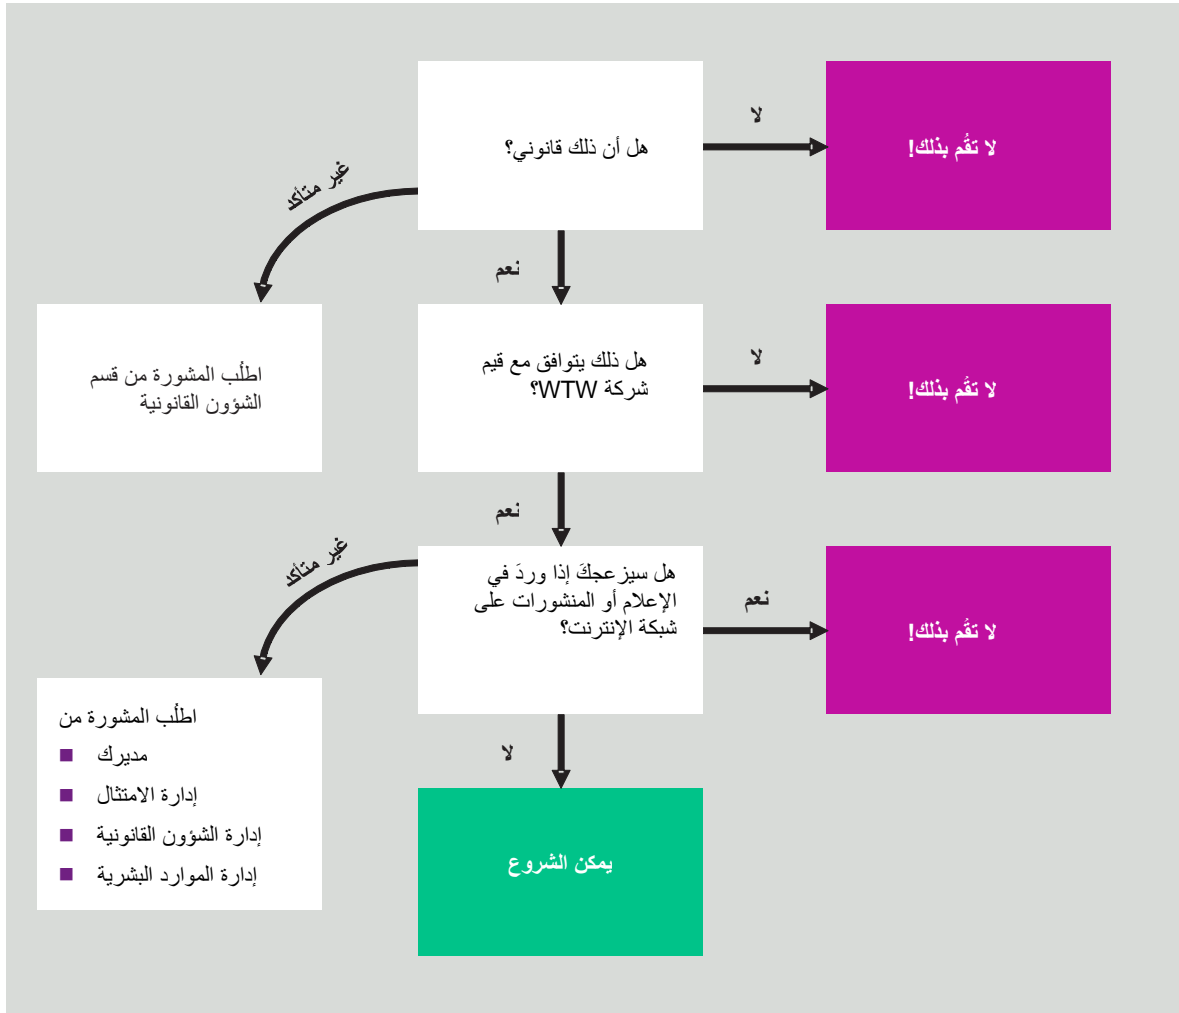 هل أن ذلك قانوني؟
لا
لا تقُم بذلك!
غير متأكد
نعم
اطلُب المشورة من قسم
الشؤون القانونية
هل ذلك يتوافق مع قيم
شركة WTW؟
لا
لا تقُم بذلك!
نعم
غير متأكد
هل سيزعجكَ إذا وردَ في
الإعلام أو المنشورات على
شبكة الإنترنت؟
نعم
لا تقُم بذلك!
اطلُب المشورة من
مديرك
إدارة الامتثال
إدارة الشؤون القانونية
إدارة الموارد البشرية
لا
يمكن الشروع